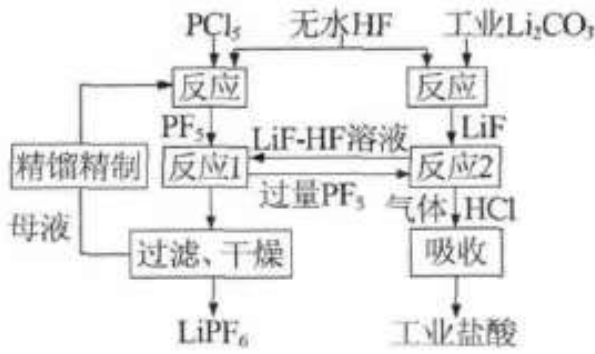 PCl₅ 无水HF 工业Li₂CO₃
反应 反应
PF₅ LiF
LiF-HF溶液
精馏精制 反应1 反应2
过量PF₅
母液 气体 HCl
过滤、干燥 吸收
LiPF₆ 工业盐酸